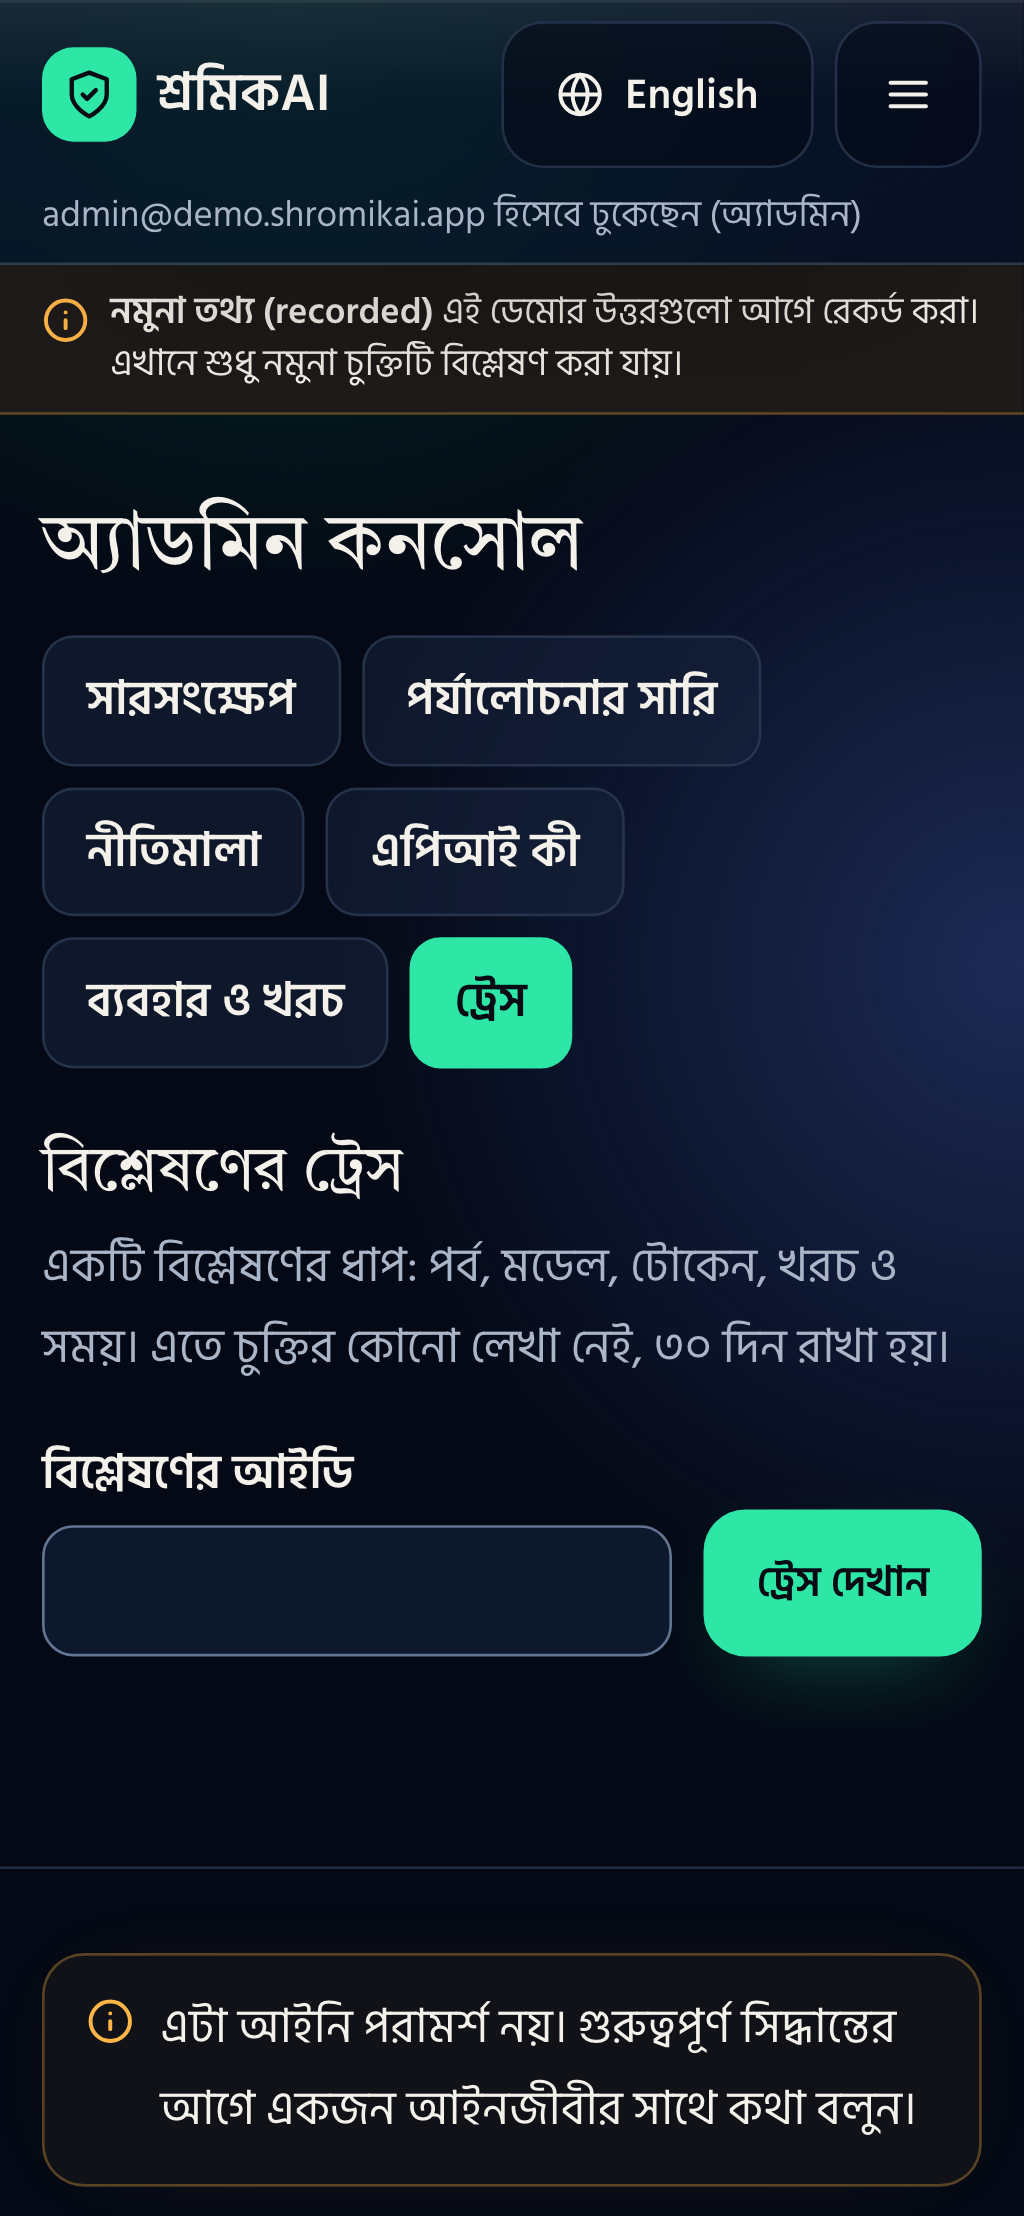 শ্রমিকAI
English
admin@demo.shromikai.app হিসেবে ঢুকেছেন (অ্যাডমিন)
নমুনা তথ্য (recorded) এই ডেমোর উত্তরগুলো আগে রেকর্ড করা।
এখানে শুধু নমুনা চুক্তিটি বিশ্লেষণ করা যায়।
অ্যাডমিন কনসোল
সারসংক্ষেপ
পর্যালোচনার সারি
নীতিমালা
এপিআই কী
ব্যবহার ও খরচ
ট্রেস
বিশ্লেষণের ট্রেস
একটি বিশ্লেষণের ধাপ: পর্ব, মডেল, টোকেন, খরচ ও
সময়। এতে চুক্তির কোনো লেখা নেই, ৩০ দিন রাখা হয়।
বিশ্লেষণের আইডি
ট্রেস দেখান
এটা আইনি পরামর্শ নয়। গুরুত্বপূর্ণ সিদ্ধান্তের
আগে একজন আইনজীবীর সাথে কথা বলুন।